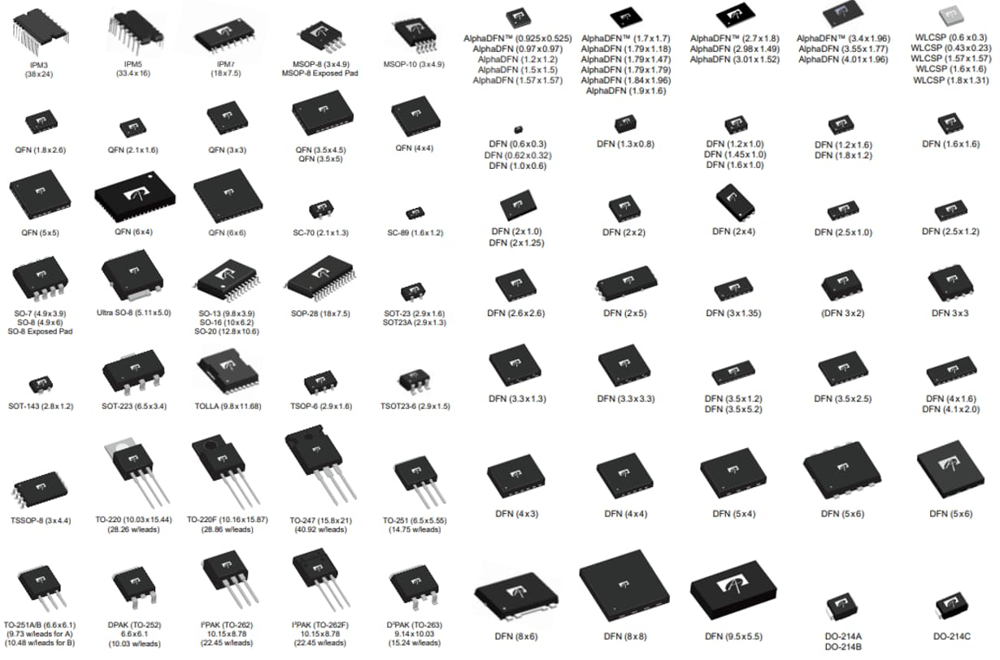 IPM3
(38x24)
IPM5
(33.4x16)
IPM7
(18x7.5)
MSOP-8 (3x4.9)
MSOP-8 Exposed Pad
MSOP-10 (3x4.9)
AlphaDFN™ (0.925x0.525)
AlphaDFN (0.97x0.97)
AlphaDFN (1.2x1.2)
AlphaDFN (1.5x1.5)
AlphaDFN (1.57x1.57)
AlphaDFN™ (1.7x1.7)
AlphaDFN (1.79x1.18)
AlphaDFN (1.79x1.47)
AlphaDFN (1.79x1.79)
AlphaDFN (1.84x1.96)
AlphaDFN (1.9x1.6)
AlphaDFN™ (2.7x1.8)
AlphaDFN (2.98x1.49)
AlphaDFN (3.01x1.52)
AlphaDFN™ (3.4x1.96)
AlphaDFN (3.55x1.77)
AlphaDFN (4.01x1.96)
WLCSP (0.6x0.3)
WLCSP (0.43x0.23)
WLCSP (1.57x1.57)
WLCSP (1.6x1.6)
WLCSP (1.8x1.31)
QFN (1.8x2.6)
QFN (2.1x1.6)
QFN (3x3)
QFN (3.5x4.5)
QFN (3.5x5)
QFN (4x4)
DFN (0.6x0.3)
DFN (0.62x0.32)
DFN (1.0x0.6)
DFN (1.3x0.8)
DFN (1.2x1.0)
DFN (1.45x1.0)
DFN (1.6x1.0)
DFN (1.2x1.6)
DFN (1.8x1.2)
DFN (1.6x1.6)
QFN (5x5)
QFN (6x4)
QFN (6x6)
SC-70 (2.1x1.3)
SC-89 (1.6x1.2)
DFN (2x1.0)
DFN (2x1.25)
DFN (2x2)
DFN (2x4)
DFN (2.5x1.0)
DFN (2.5x1.2)
SO-7 (4.9x3.9)
SO-8 (4.9x6)
SO-8 Exposed Pad
Ultra SO-8 (5.11x5.0)
SO-13 (9.8x3.9)
SO-16 (10x6.2)
SO-20 (12.8x10.6)
SOP-28 (18x7.5)
SOT-23 (2.9x1.6)
SOT23A (2.9x1.3)
DFN (2.6x2.6)
DFN (2x5)
DFN (3x1.35)
(DFN 3x2)
DFN 3x3
SOT-143 (2.8x1.2)
SOT-223 (6.5x3.4)
TOLLA (9.8x11.68)
TSOP-6 (2.9x1.6)
TSOT23-6 (2.9x1.5)
DFN (3.3x1.3)
DFN (3.3x3.3)
DFN (3.5x1.2)
DFN (3.5x5.2)
DFN (3.5x2.5)
DFN (4x1.6)
DFN (4.1x2.0)
TSSOP-8 (3x4.4)
TO-220 (10.03x15.44)
(28.26 w/leads)
TO-220F (10.16x15.87)
(28.86 w/leads)
TO-247 (15.8x21)
(40.92 w/leads)
TO-251 (6.5x5.55)
(14.75 w/leads)
DFN (4x3)
DFN (4x4)
DFN (5x4)
DFN (5x6)
DFN (5x6)
TO-251A/B (6.6x6.1)
(9.73 w/leads for A)
(10.48 w/leads for B)
DPAK (TO-252)
6.6x6.1
(10.03 w/leads)
I²PAK (TO-262)
10.15x8.78
(22.45 w/leads)
I²PAK (TO-262F)
10.15x8.78
(22.45 w/leads)
D²PAK (TO-263)
9.14x10.03
(15.24 w/leads)
DFN (8x6)
DFN (8x8)
DFN (9.5x5.5)
DO-214A
DO-214B
DO-214C